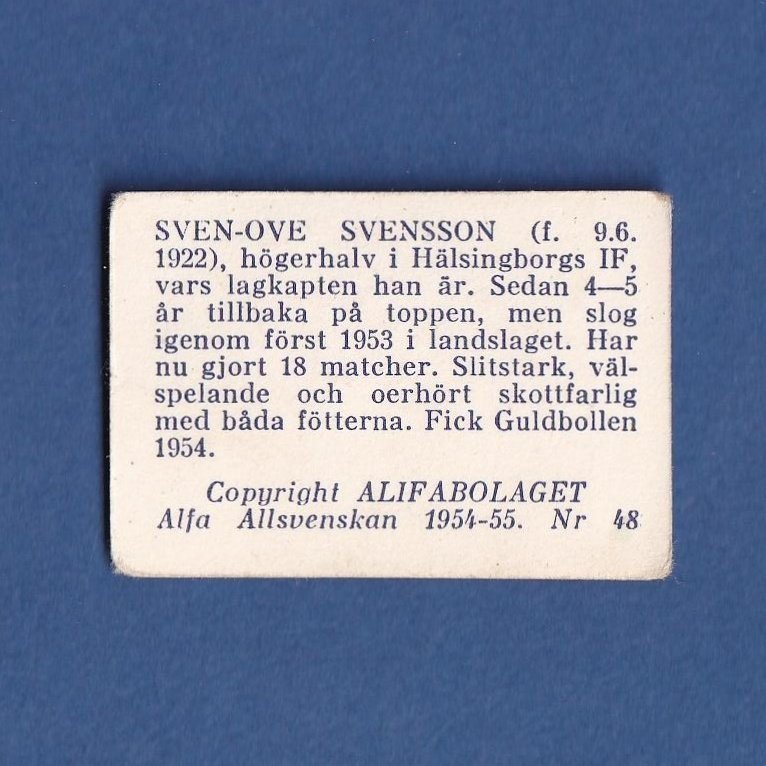 SVEN-OVE SVENSSON (f. 9.6.
1922), högerhalv i Hälsingborgs IF,
vars lagkapten han är. Sedan 4—5
år tillbaka på toppen, men slog
igenom först 1953 i landslaget. Har
nu gjort 18 matcher. Slitstark, väl-
spelande och oerhört skottfarlig
med båda fötterna. Fick Guldbollen
1954.
Copyright ALIFABOLAGET
Alfa Allsvenskan 1954-55. Nr 48